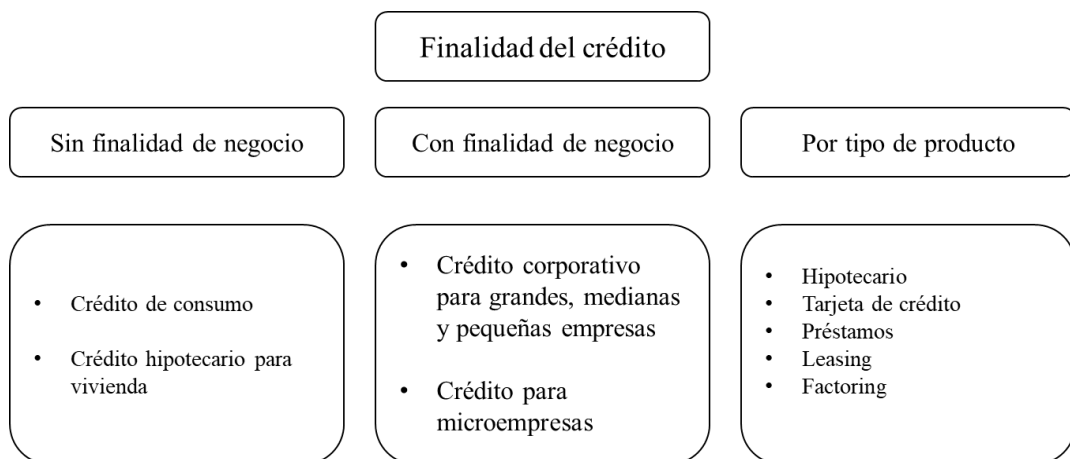 Finalidad del crédito
Sin finalidad de negocio
Con finalidad de negocio
Por tipo de producto
• Crédito de consumo
• Crédito hipotecario para
vivienda
• Crédito corporativo
para grandes, medianas
y pequeñas empresas
• Crédito para
microempresas
• Hipotecario
• Tarjeta de crédito
• Préstamos
• Leasing
• Factoring